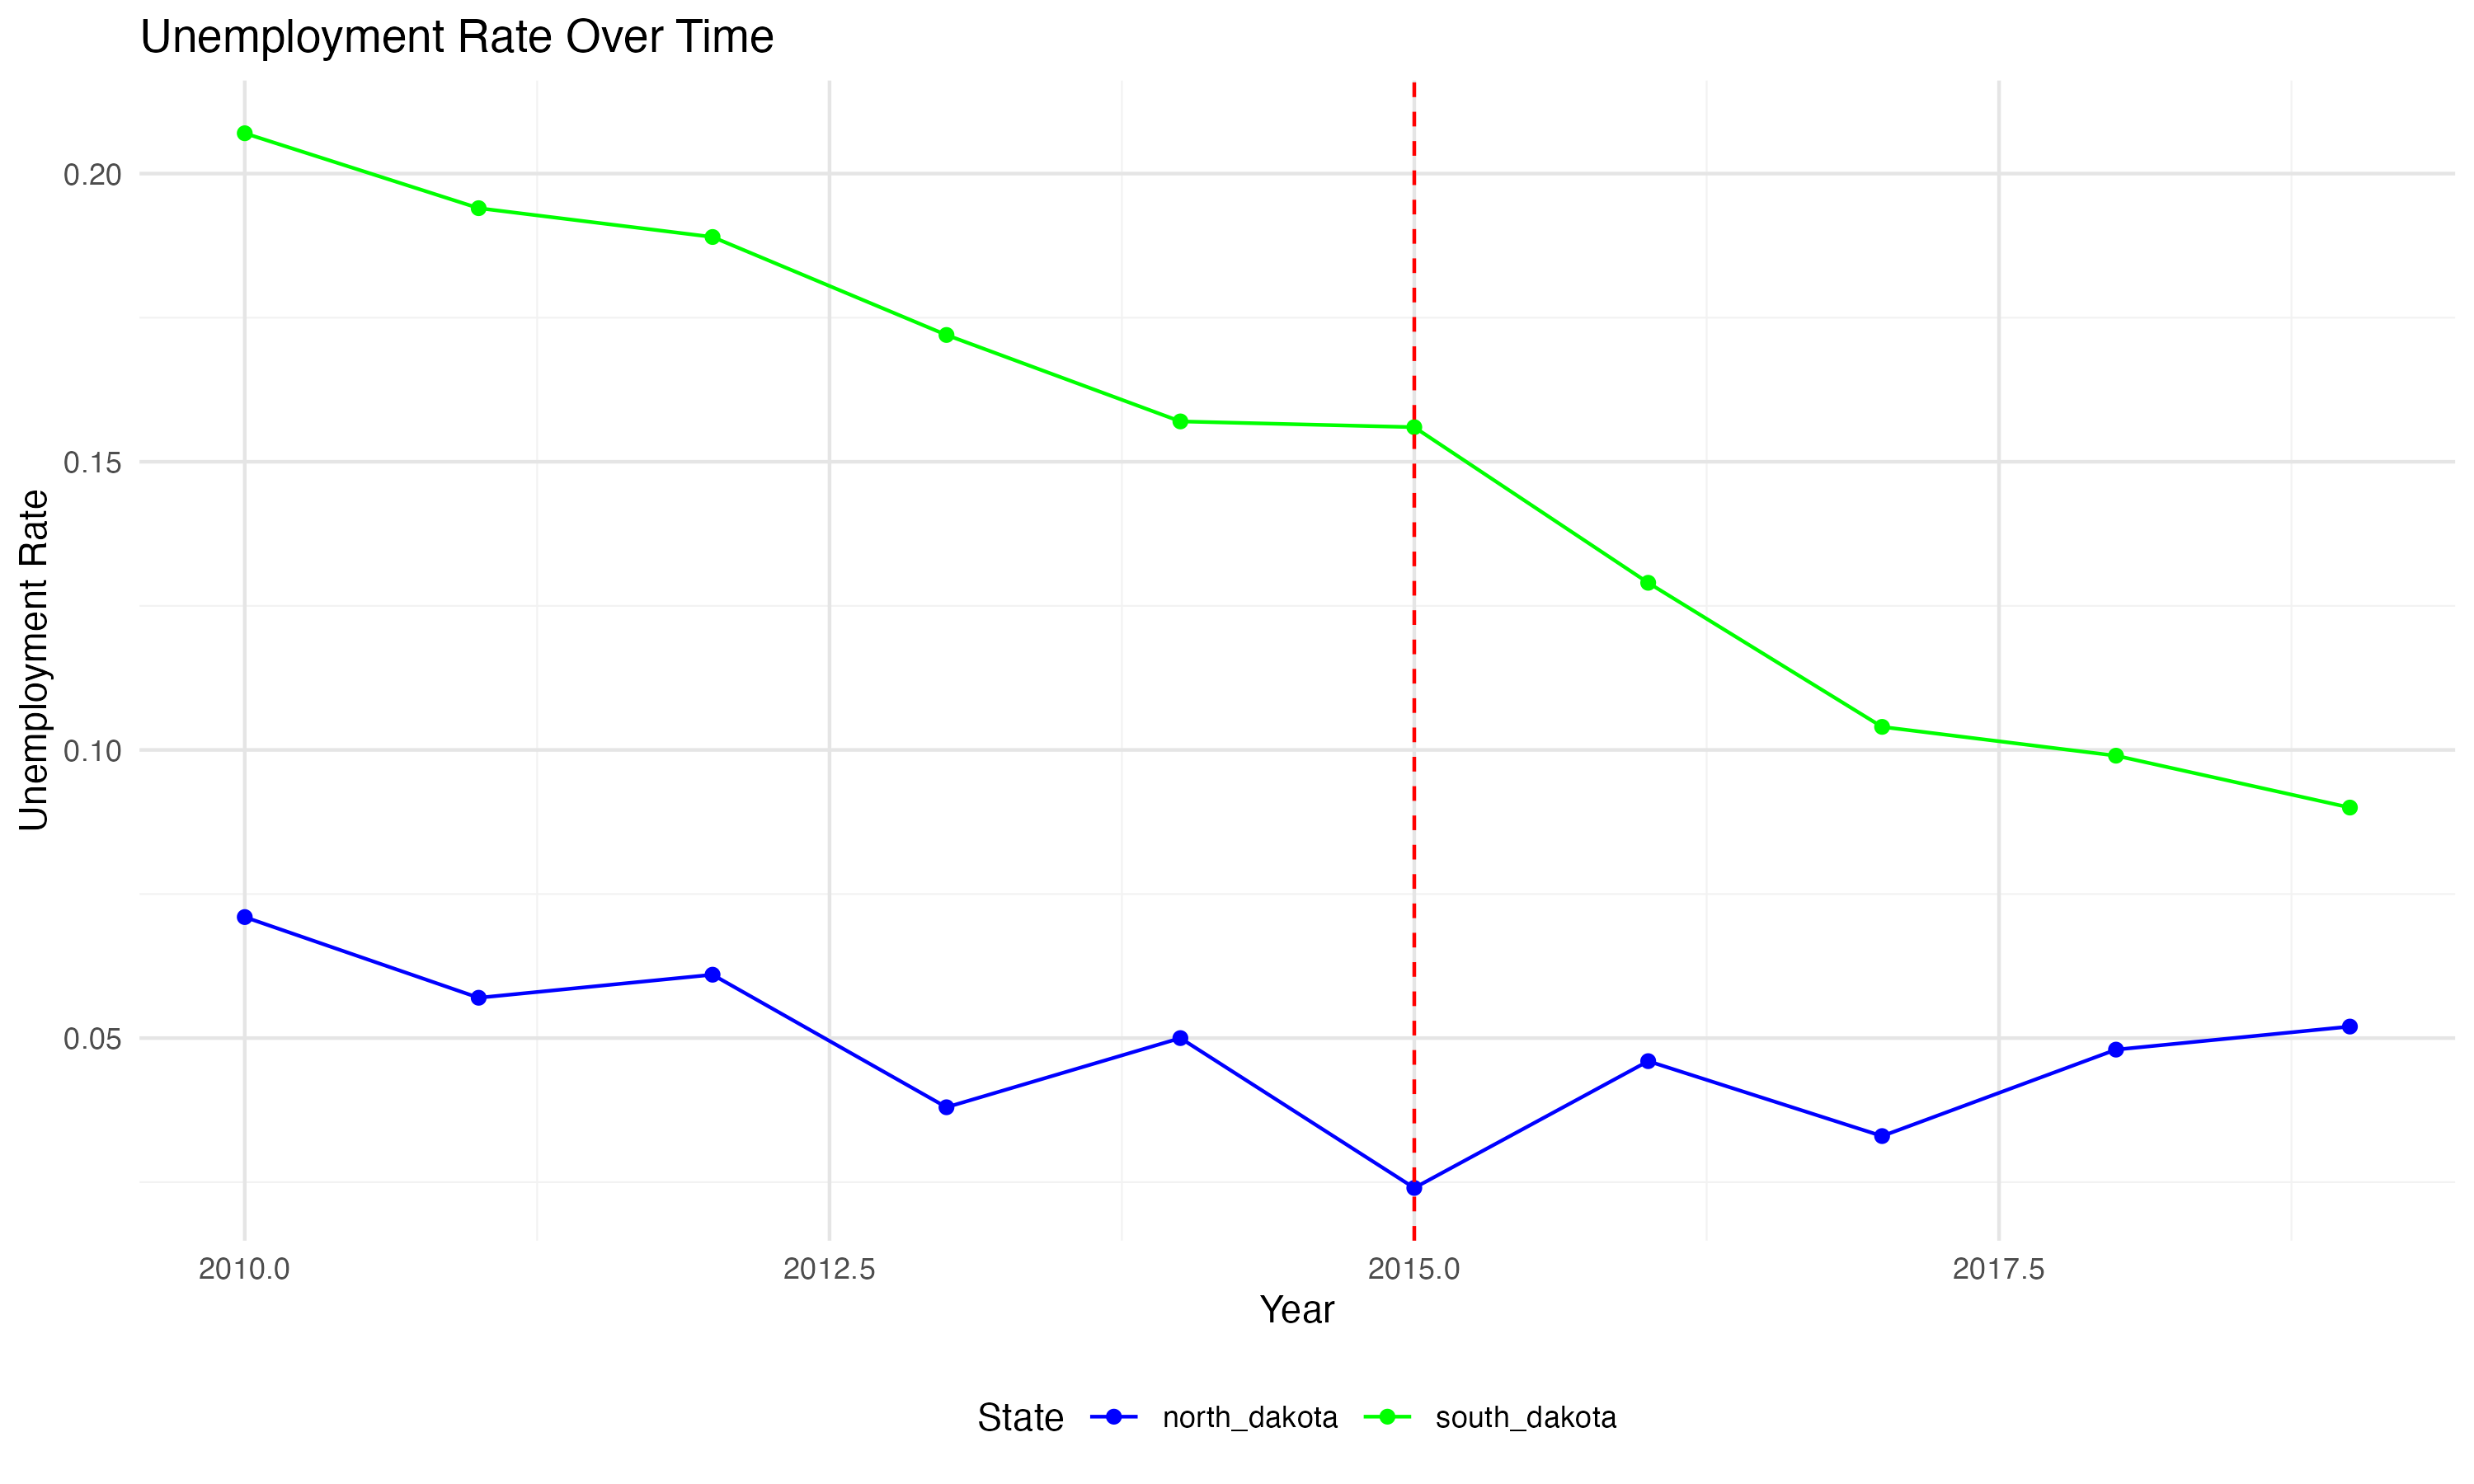 Unemployment Rate Over Time
Unemployment Rate
0.20
0.15
0.10
0.05
2010.0 2012.5 2015.0 2017.5
Year
State north_dakota south_dakota